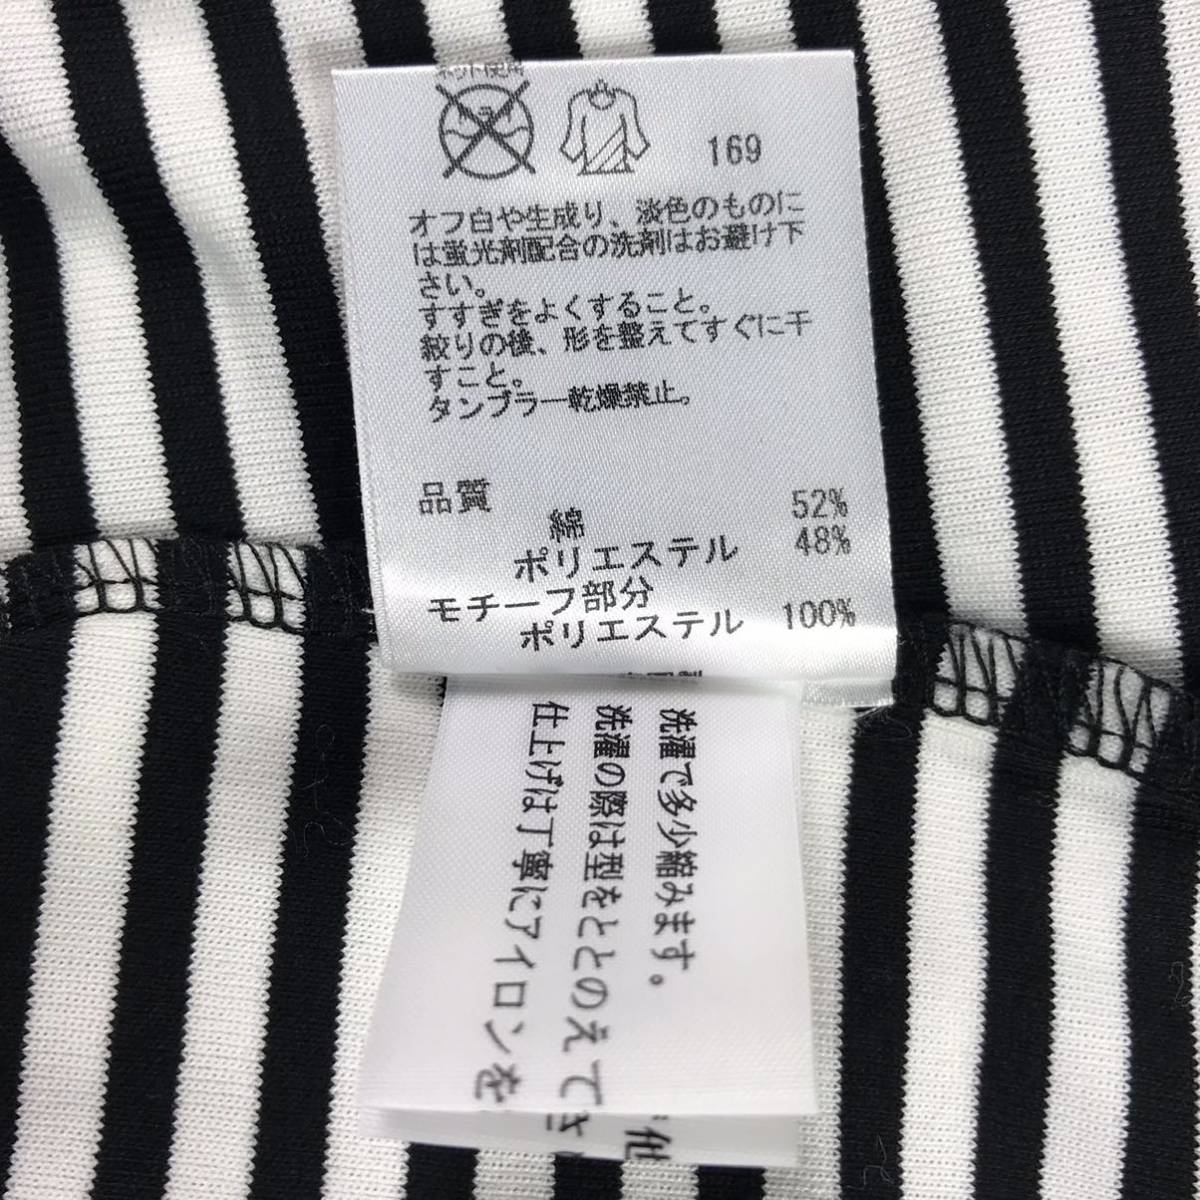 ネット使用
169
オフ白や生成り、淡色のものに
は蛍光剤配合の洗剤はお避け下
さい。
すすぎをよくすること。
絞りの後、形を整えてすぐに干
すこと。
タンブラー乾燥禁止。
品質
綿 52%
ポリエステル 48%
モチーフ部分
ポリエステル 100%
洗濯で多少縮みます。
洗濯の際は型をととのえて
仕上げは丁寧にアイロンを
他